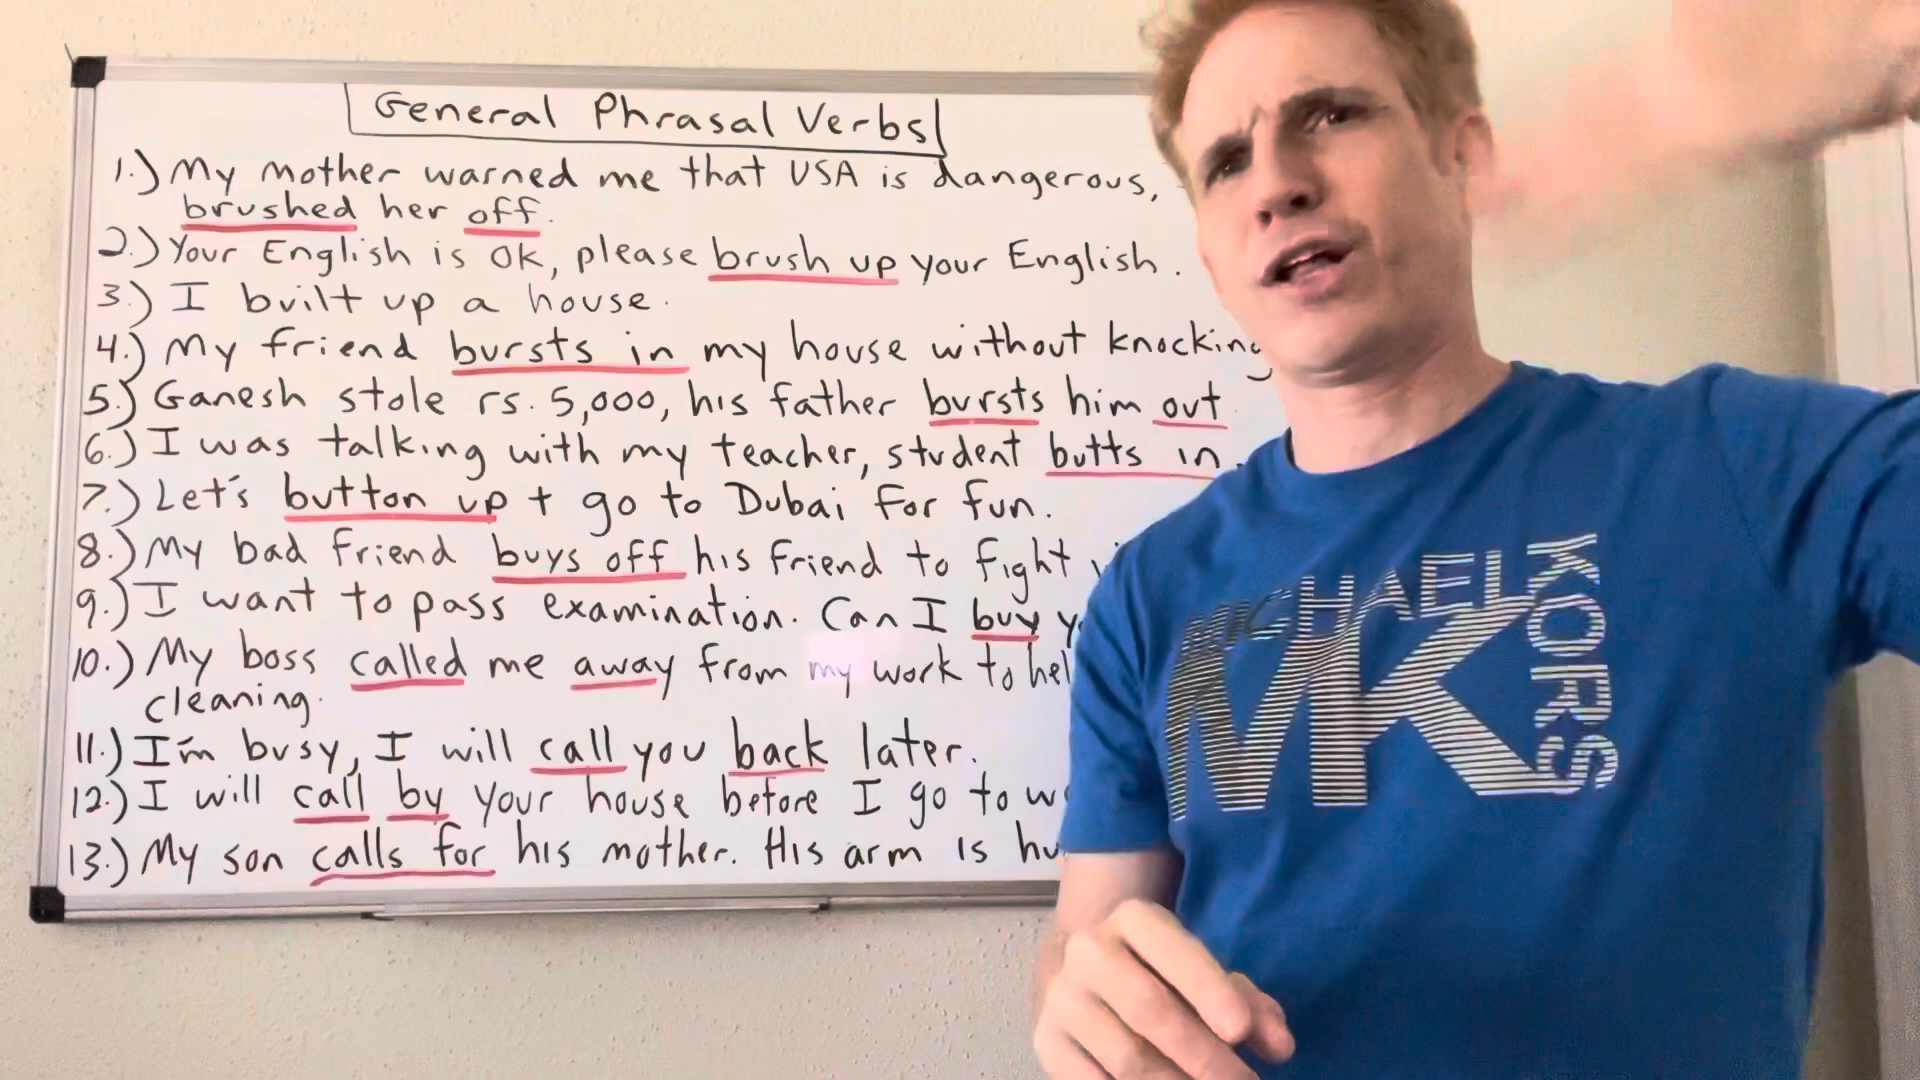 General Phrasal Verbs
1.) My mother warned me that USA is dangerous,
brushed her off.
2.) Your English is OK, please brush up your English.
3.) I built up a house.
4.) My friend bursts in my house without knocking
5.) Ganesh stole rs. 5,000, his father bursts him out
6.) I was talking with my teacher, student butts in.
7.) Let's button up + go to Dubai for fun.
8.) My bad friend buys off his friend to fight
9.) I want to pass examination. Can I buy
10.) My boss called me away from my work to
cleaning.
11.) I'm busy, I will call you back later.
12.) I will call by your house before I go to
13.) My son calls for his mother. His arm is
MICHAEL KORS
MK